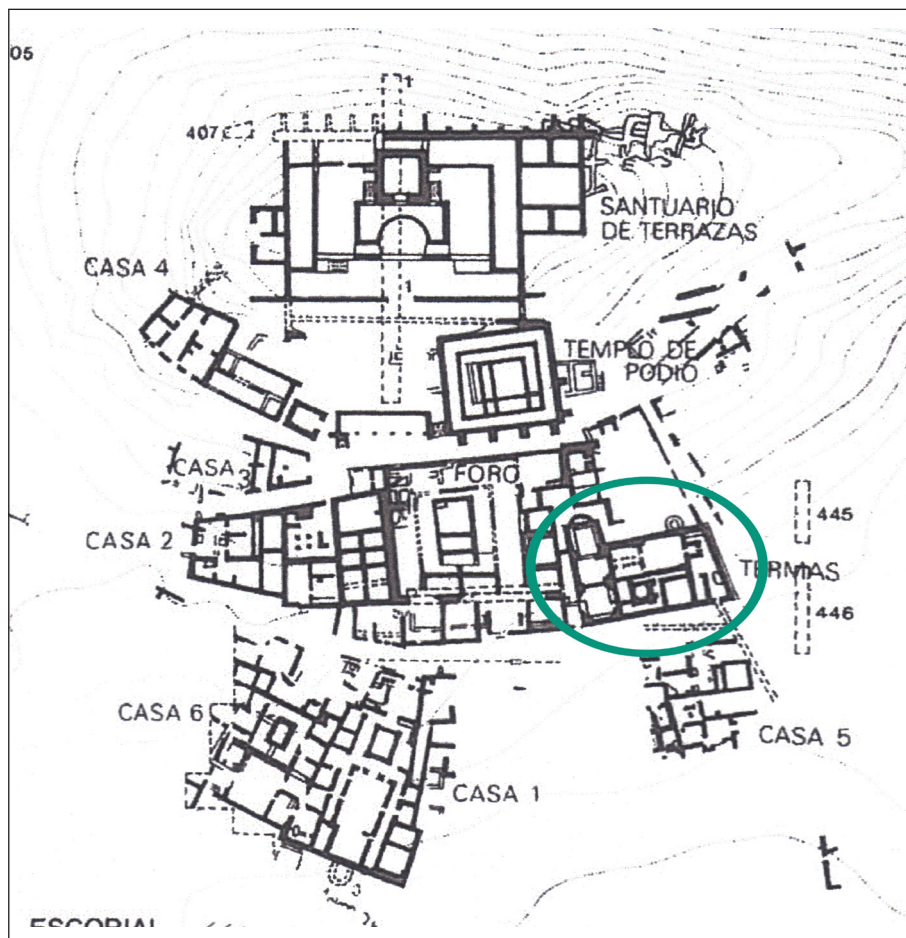 05
1
407
SANTUARIO
DE TERRAZAS
CASA 4
1
TEMPLO DE
PODIO
CASA 3
FORO
445
CASA 2
TERMAS
446
CASA 6
CASA 5
CASA 1
ESCORIAL